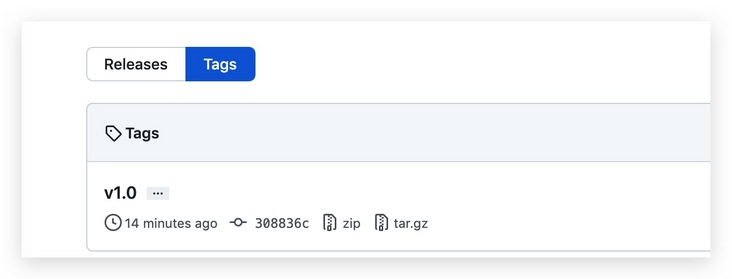 Releases Tags
Tags
v1.0 ...
14 minutes ago 308836c zip tar.gz